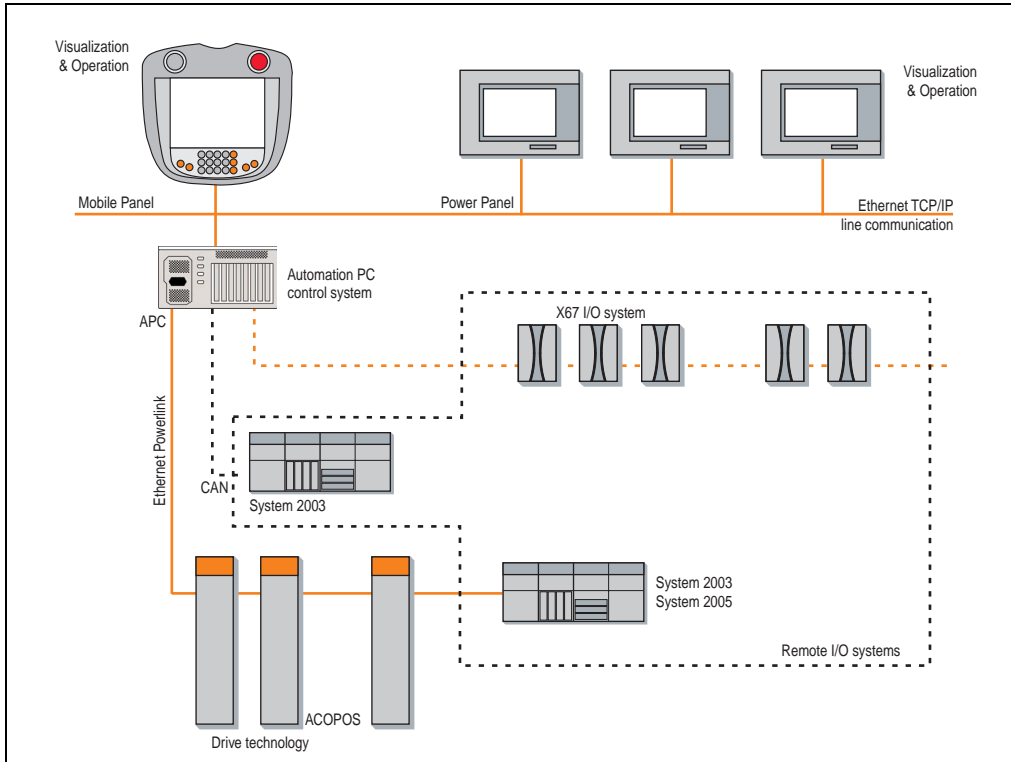 Visualization
& Operation
Visualization
& Operation
Mobile Panel
Power Panel
Ethernet TCP/IP
line communication
Automation PC
control system
APC
X67 I/O system
Ethernet Powerlink
CAN
System 2003
System 2003
System 2005
Remote I/O systems
ACOPOS
Drive technology